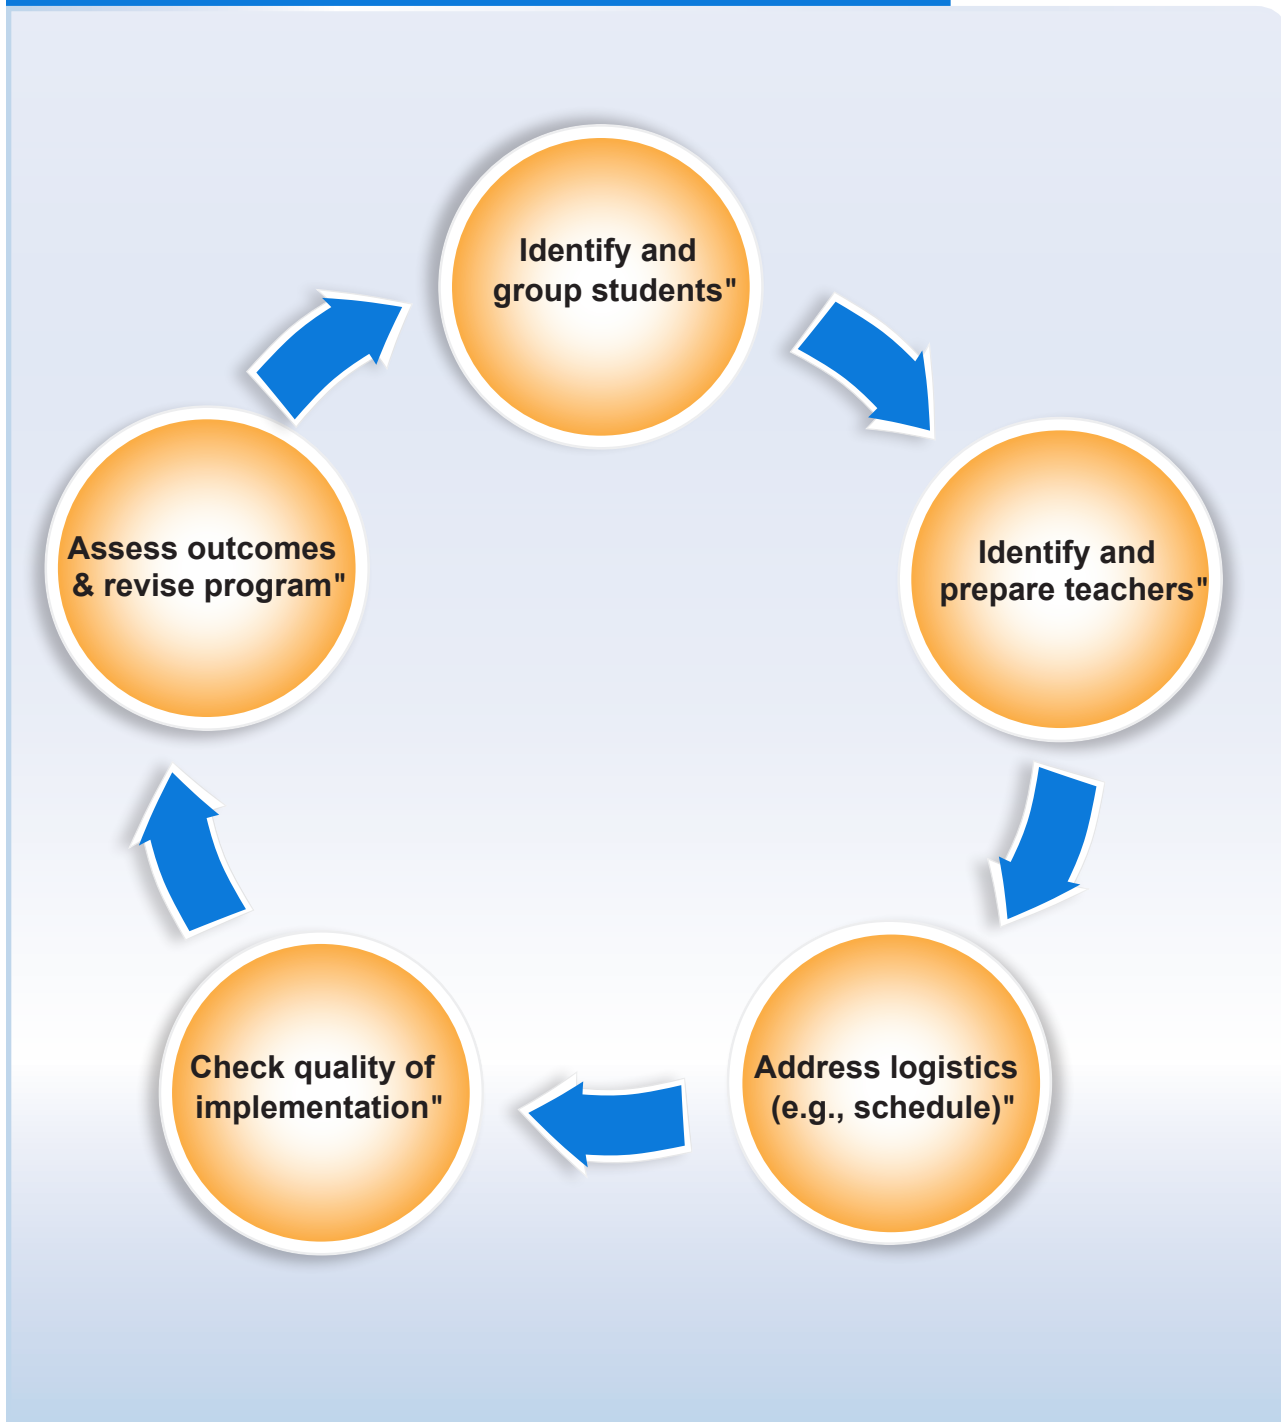 Identify and
group students"
Identify and
prepare teachers"
Address logistics
(e.g., schedule)"
Check quality of
implementation"
Assess outcomes
& revise program"